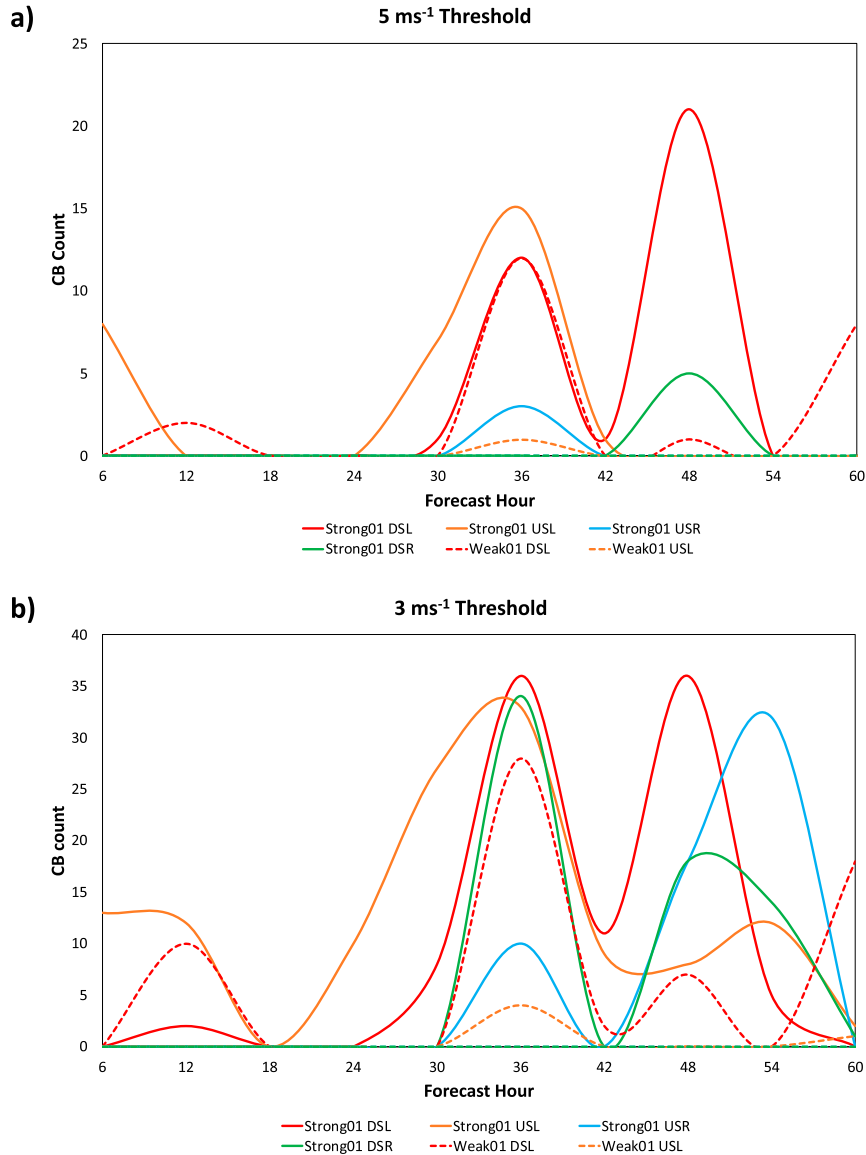 a)
5 ms-1 Threshold
25
20
15
10
5
0
CB Count
6 12 18 24 30 36 42 48 54 60
Forecast Hour
Strong01 DSL Strong01 USL Strong01 USR
Strong01 DSR Weak01 DSL Weak01 USL
b)
3 ms-1 Threshold
40
35
30
25
20
15
10
5
0
CB count
6 12 18 24 30 36 42 48 54 60
Forecast Hour
Strong01 DSL Strong01 USL Strong01 USR
Strong01 DSR Weak01 DSL Weak01 USL